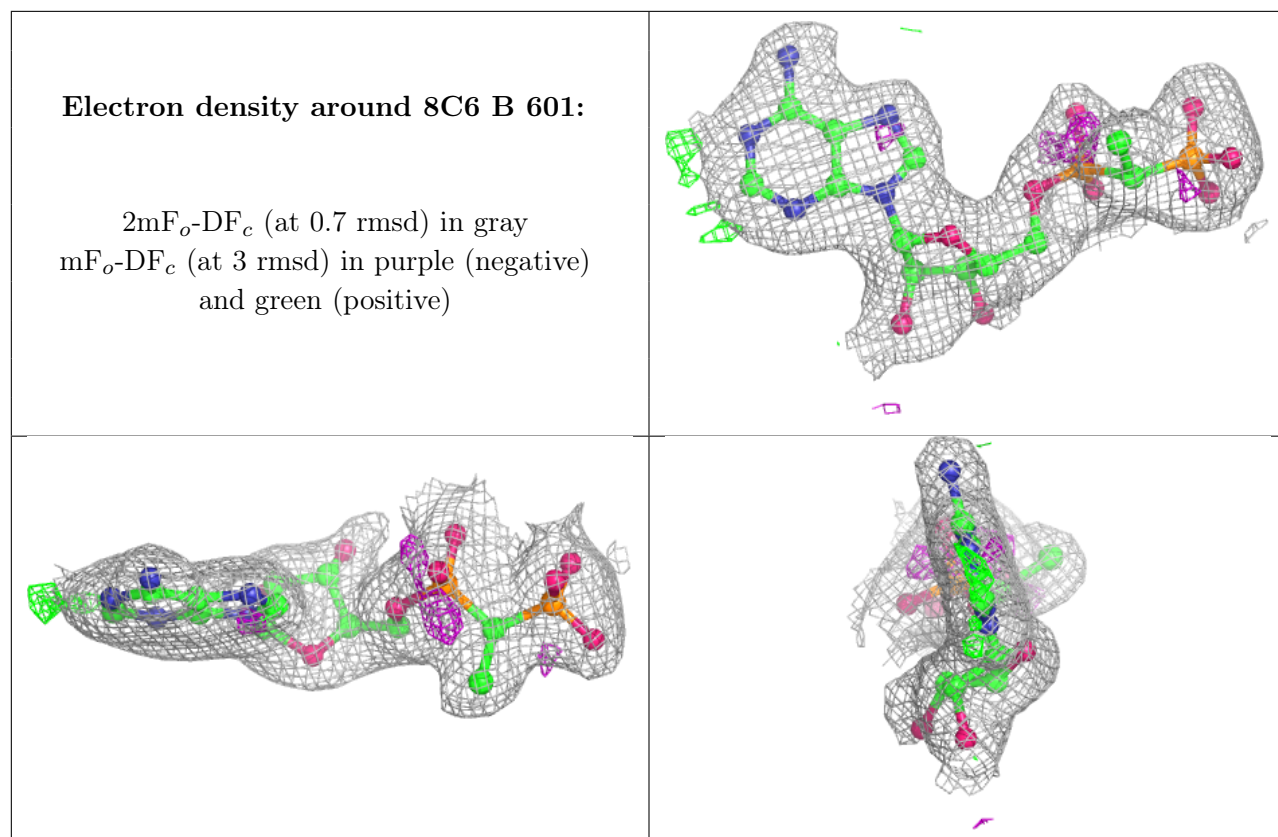 Electron density around 8C6 B 601:
2mFₒ-DF𝒸 (at 0.7 rmsd) in gray
mFₒ-DF𝒸 (at 3 rmsd) in purple (negative)
and green (positive)